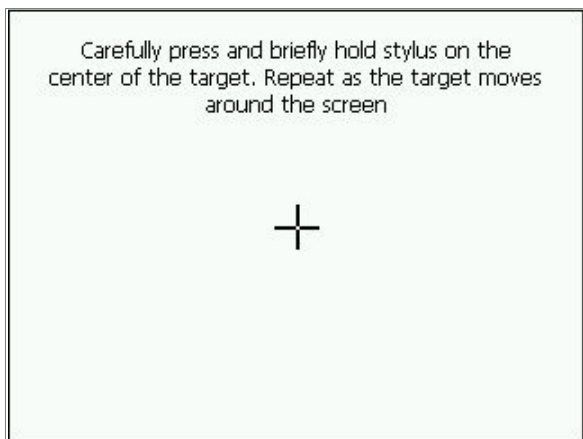 Carefully press and briefly hold stylus on the
center of the target. Repeat as the target moves
around the screen